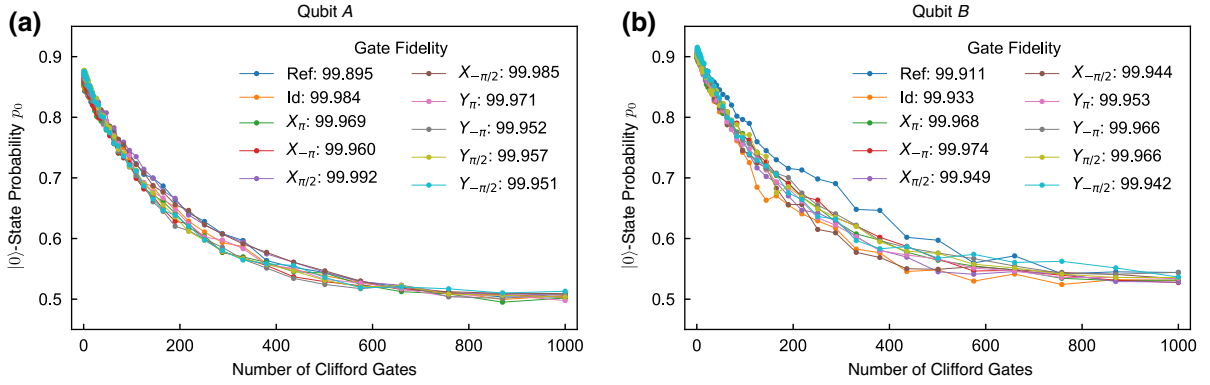 (a)
Qubit A
|0⟩-State Probability p₀
0.9
0.8
0.7
0.6
0.5
Gate Fidelity
Ref: 99.895
Id: 99.984
Xπ: 99.969
X−π: 99.960
Xπ/2: 99.992
X−π/2: 99.985
Yπ: 99.971
Y−π: 99.952
Yπ/2: 99.957
Y−π/2: 99.951
0 200 400 600 800 1000
Number of Clifford Gates
(b)
Qubit B
|0⟩-State Probability p₀
0.9
0.8
0.7
0.6
0.5
Gate Fidelity
Ref: 99.911
Id: 99.933
Xπ: 99.968
X−π: 99.974
Xπ/2: 99.949
X−π/2: 99.944
Yπ: 99.953
Y−π: 99.966
Yπ/2: 99.966
Y−π/2: 99.942
0 200 400 600 800 1000
Number of Clifford Gates